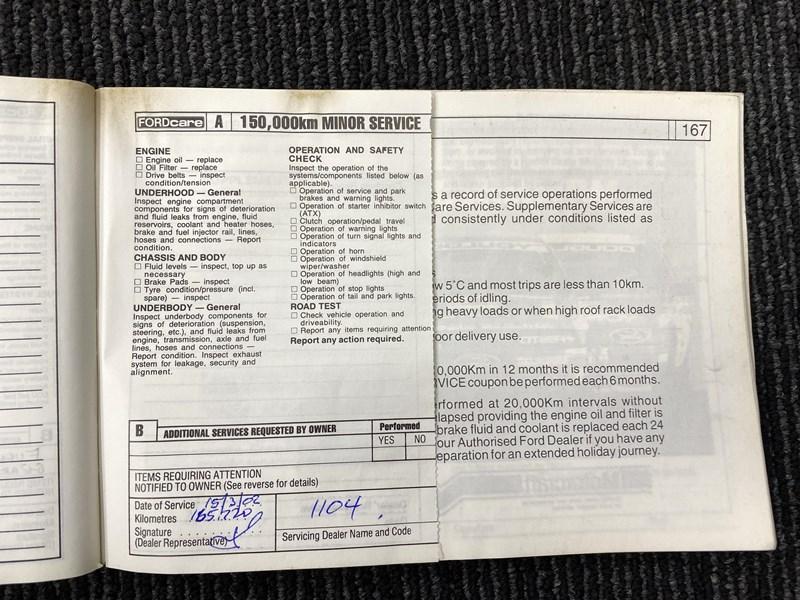 FORDcare A 150,000km MINOR SERVICE
ENGINE
Engine oil — replace
Oil Filter — replace
Drive belts — inspect
condition/tension
UNDERHOOD — General
Inspect engine compartment
components for signs of deterioration
and fluid leaks from engine, fluid
reservoirs, coolant and heater hoses,
brake and fuel injector rail, lines,
hoses and connections — Report
condition.
CHASSIS AND BODY
Fluid levels — inspect, top up as
necessary
Brake Pads — inspect
Tyre condition/pressure (incl.
spare) — inspect
UNDERBODY — General
Inspect underbody components for
signs of deterioration (suspension,
steering, etc.), and fluid leaks from
engine, transmission, axle and fuel
lines, hoses and connections —
Report condition. Inspect exhaust
system for leakage, security and
alignment.
OPERATION AND SAFETY
CHECK
Inspect the operation of the
systems/components listed below (as
applicable).
Operation of service and park
brakes and warning lights.
Operation of starter inhibitor switch
(ATX)
Clutch operation/pedal travel
Operation of warning lights
Operation of turn signal lights and
indicators
Operation of horn
Operation of windshield
wiper/washer
Operation of headlights (high and
low beam)
Operation of stop lights
Operation of tail and park lights.
ROAD TEST
Check vehicle operation and
driveability.
Report any items requiring attention
Report any action required.
B ADDITIONAL SERVICES REQUESTED BY OWNER Performed
YES NO
ITEMS REQUIRING ATTENTION
NOTIFIED TO OWNER (See reverse for details)
Date of Service 15/3/02
Kilometres 165,720
Signature
(Dealer Representative)
1104
Servicing Dealer Name and Code
167
s a record of service operations performed
are Services. Supplementary Services are
consistently under conditions listed as
w 5°C and most trips are less than 10km.
eriods of idling.
g heavy loads or when high roof rack loads
oor delivery use.
0,000Km in 12 months it is recommended
VICE coupon be performed each 6 months.
rformed at 20,000Km intervals without
lapsed providing the engine oil and filter is
brake fluid and coolant is replaced each 24
our Authorised Ford Dealer if you have any
eparation for an extended holiday journey.